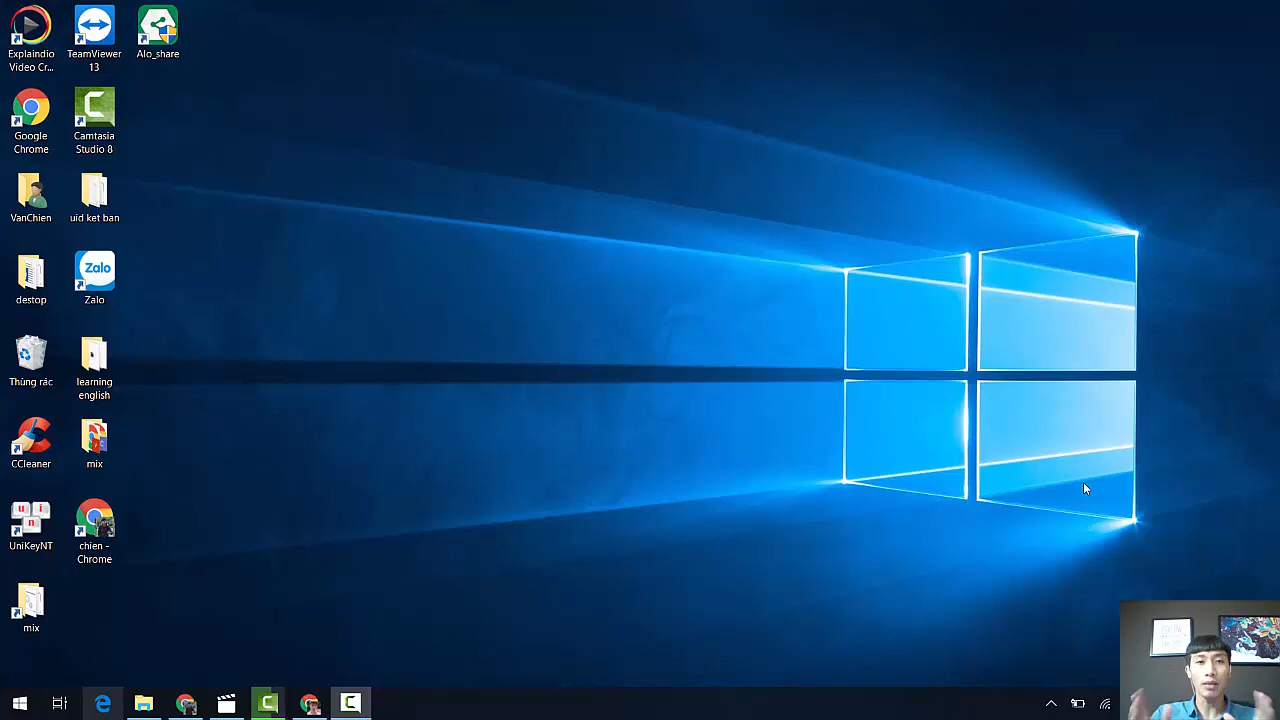 Explaindio
Video Cr...
TeamViewer
13
Alo_share
Google
Chrome
Camtasia
Studio 8
VanChien
uid ket ban
destop
Zalo
Zalo
Thùng rác
learning
english
CCleaner
mix
u i
n
UniKeyNT
chien -
Chrome
mix